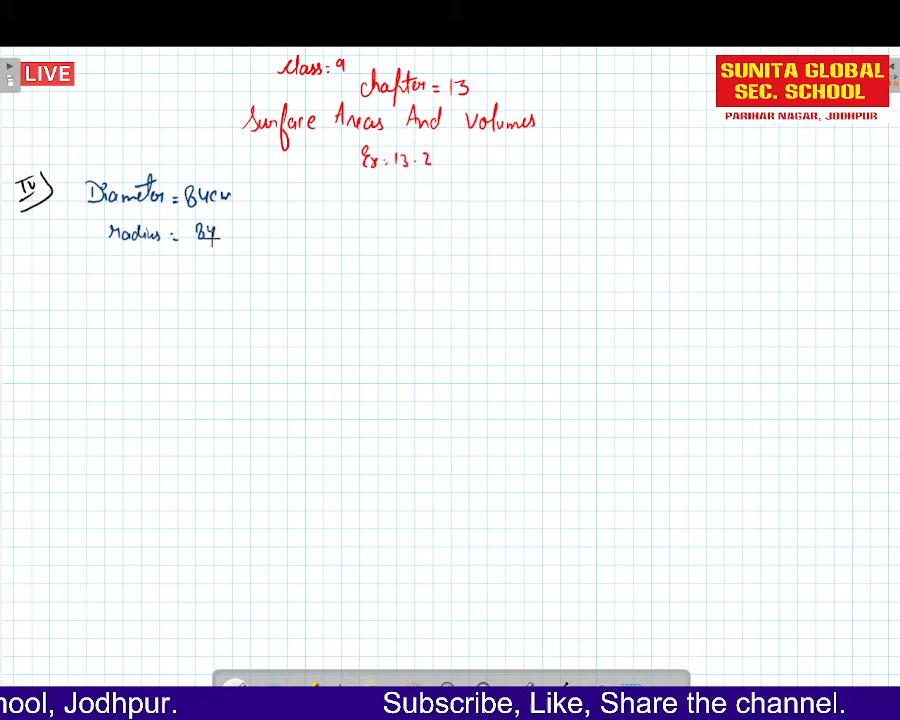 LIVE
Class: 9
Chapter = 13
Surface Areas And Volumes
Ex: 13.2
SUNITA GLOBAL
SEC. SCHOOL
PARIHAR NAGAR, JODHPUR
IV) Diameter = 84cm
radius = 84
hool, Jodhpur. Subscribe, Like, Share the channel.